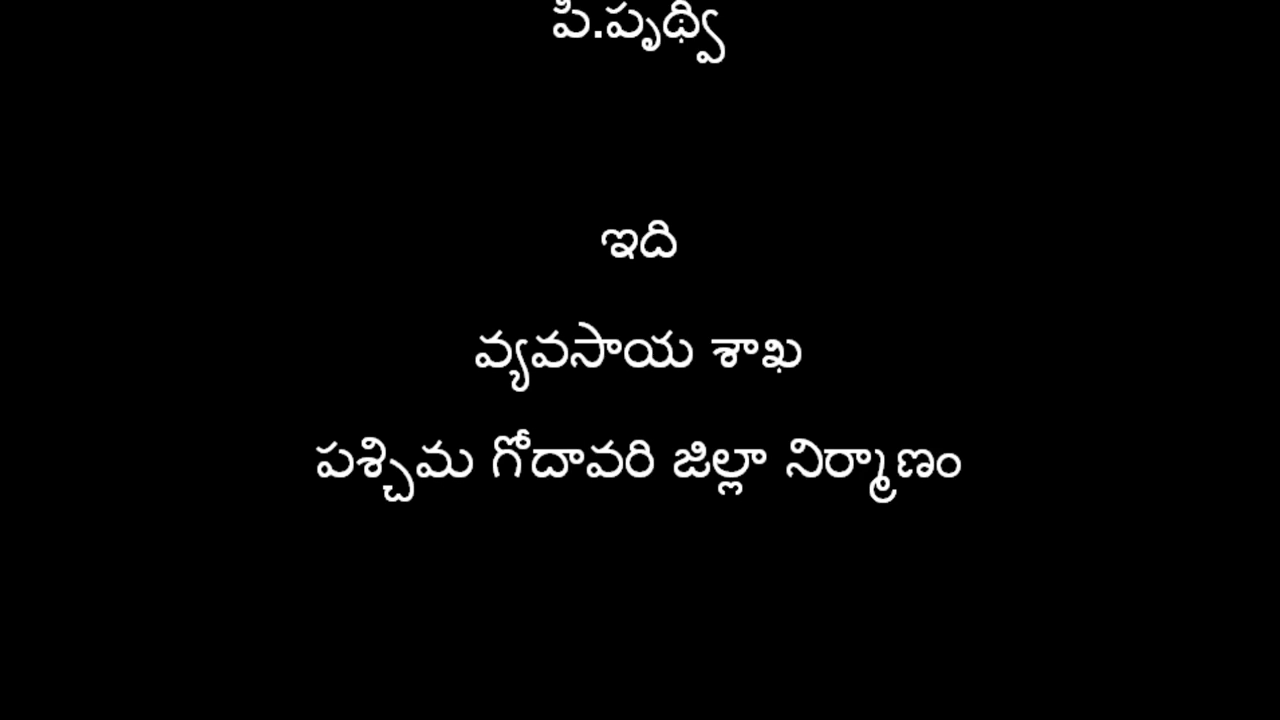 పి.పృథ్వి
ఇది
వ్యవసాయ శాఖ
పశ్చిమ గోదావరి జిల్లా నిర్మాణం